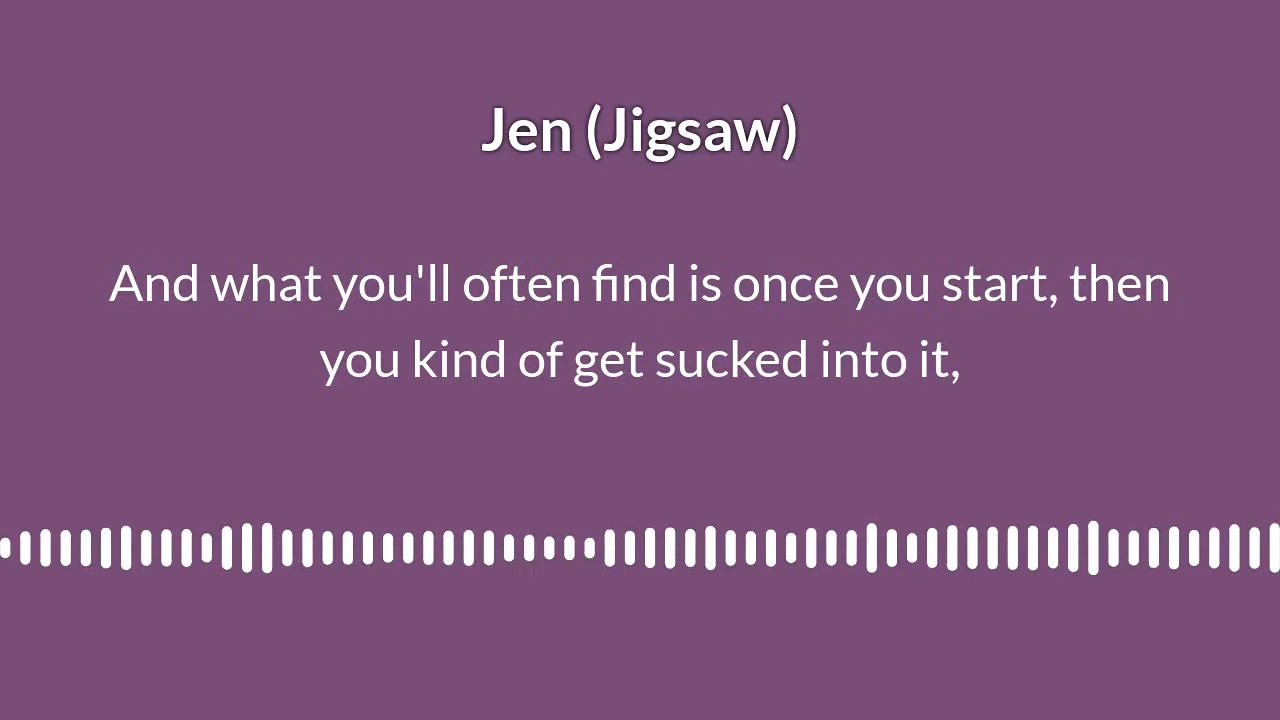 Jen (Jigsaw)
And what you'll often find is once you start, then
you kind of get sucked into it,